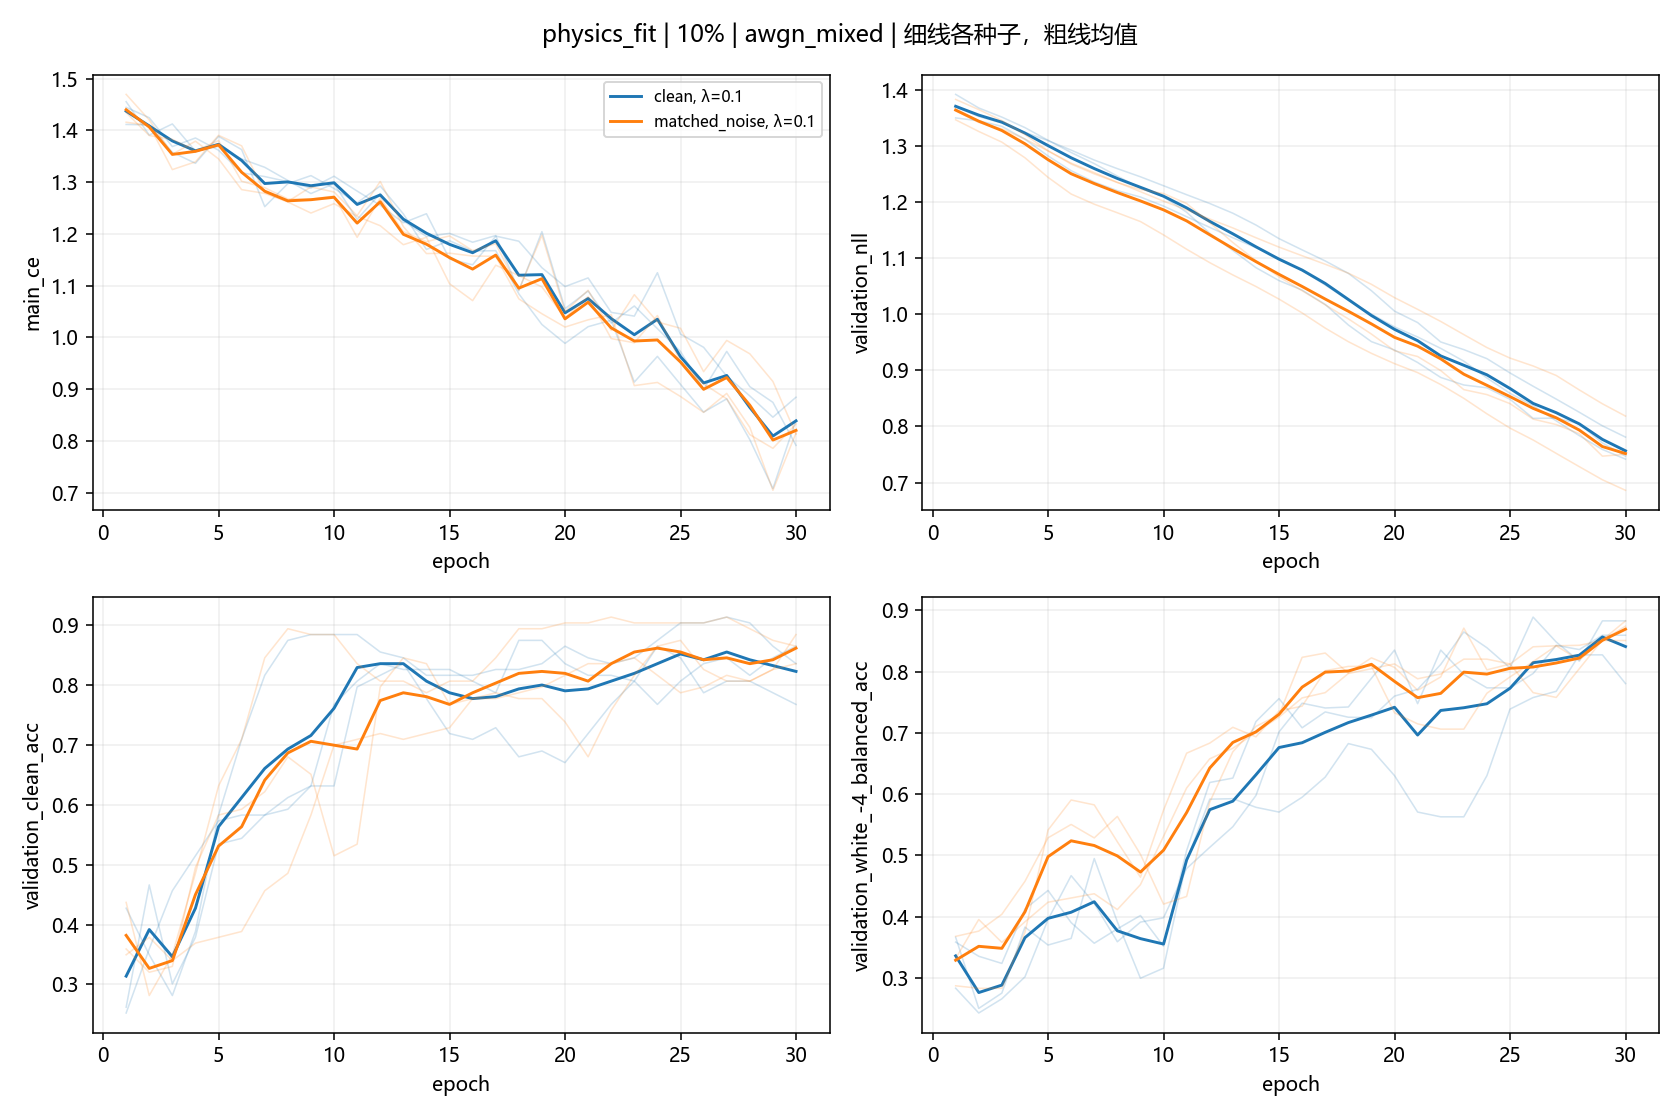 physics_fit | 10% | awgn_mixed | 细线各种子，粗线均值
main_ce
1.5
1.4
1.3
1.2
1.1
1.0
0.9
0.8
0.7
clean, λ=0.1
matched_noise, λ=0.1
0 5 10 15 20 25 30
epoch
validation_nll
1.4
1.3
1.2
1.1
1.0
0.9
0.8
0.7
0 5 10 15 20 25 30
epoch
validation_clean_acc
0.9
0.8
0.7
0.6
0.5
0.4
0.3
0 5 10 15 20 25 30
epoch
validation_white_-4_balanced_acc
0.9
0.8
0.7
0.6
0.5
0.4
0.3
0 5 10 15 20 25 30
epoch